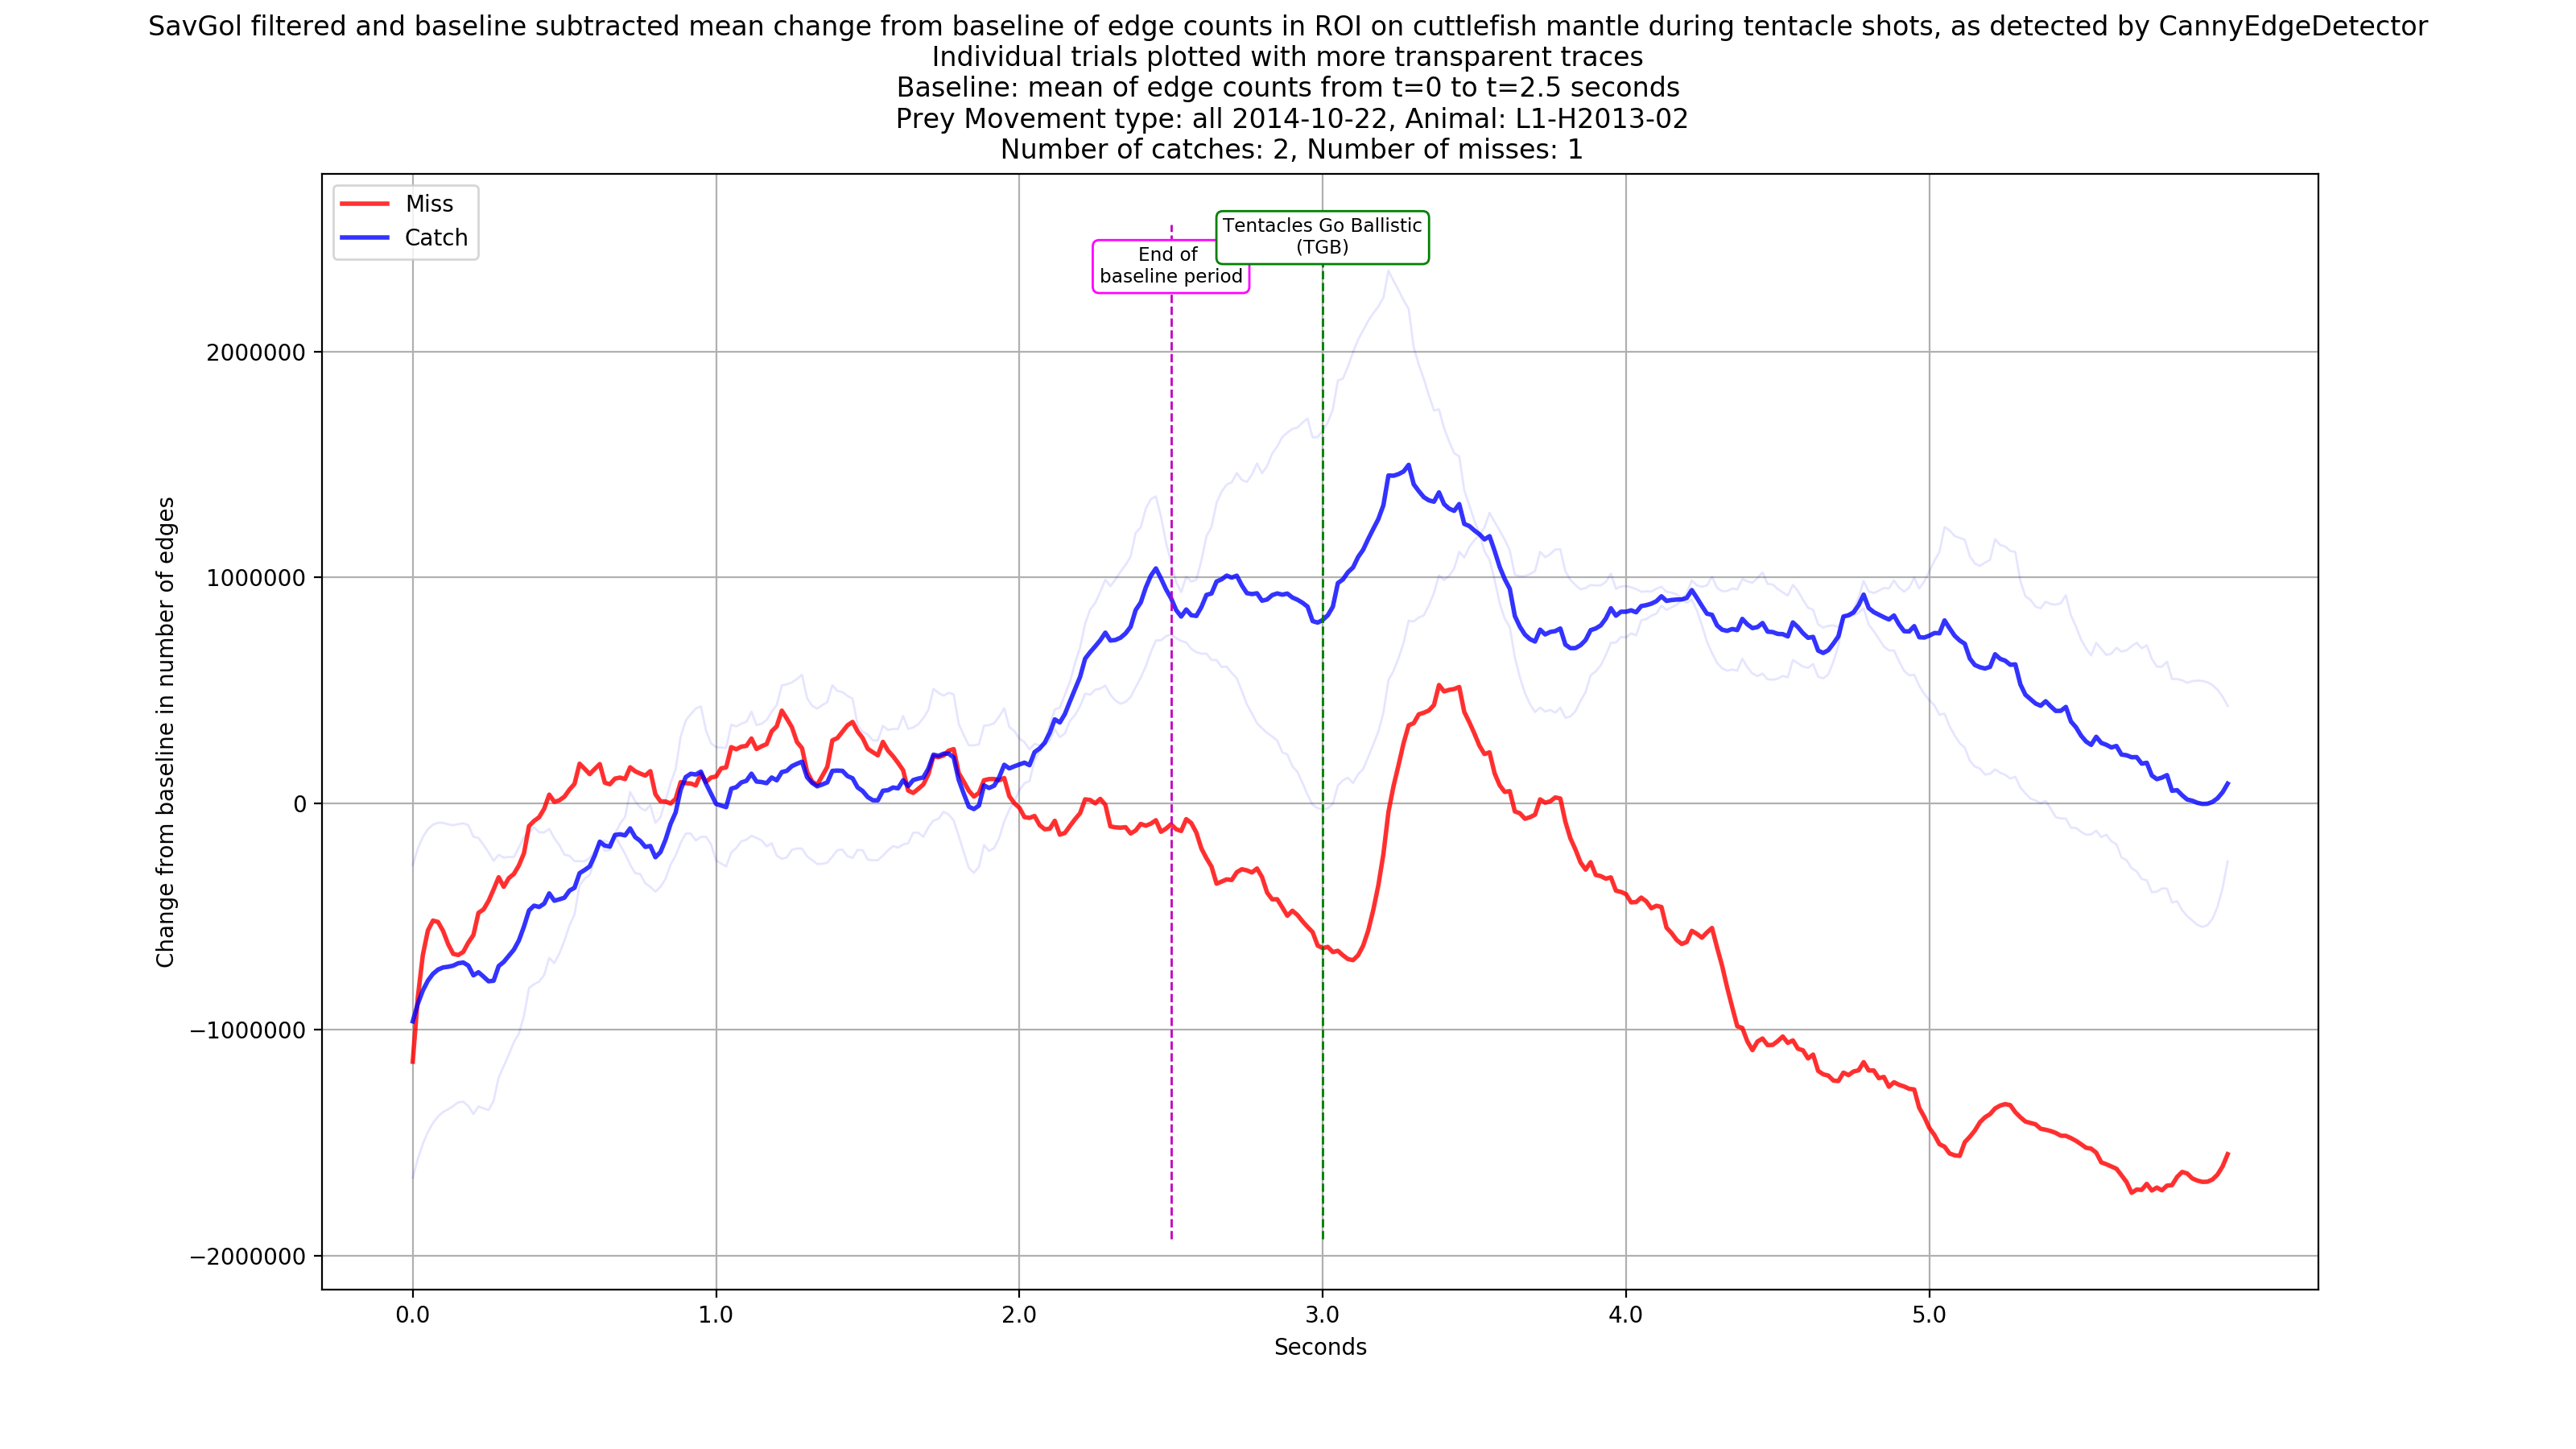 SavGol filtered and baseline subtracted mean change from baseline of edge counts in ROI on cuttlefish mantle during tentacle shots, as detected by CannyEdgeDetector
Individual trials plotted with more transparent traces
Baseline: mean of edge counts from t=0 to t=2.5 seconds
Prey Movement type: all 2014-10-22, Animal: L1-H2013-02
Number of catches: 2, Number of misses: 1
Miss
Catch
Tentacles Go Ballistic
(TGB)
End of
baseline period
Change from baseline in number of edges
2000000
1000000
0
−1000000
−2000000
0.0 1.0 2.0 3.0 4.0 5.0
Seconds